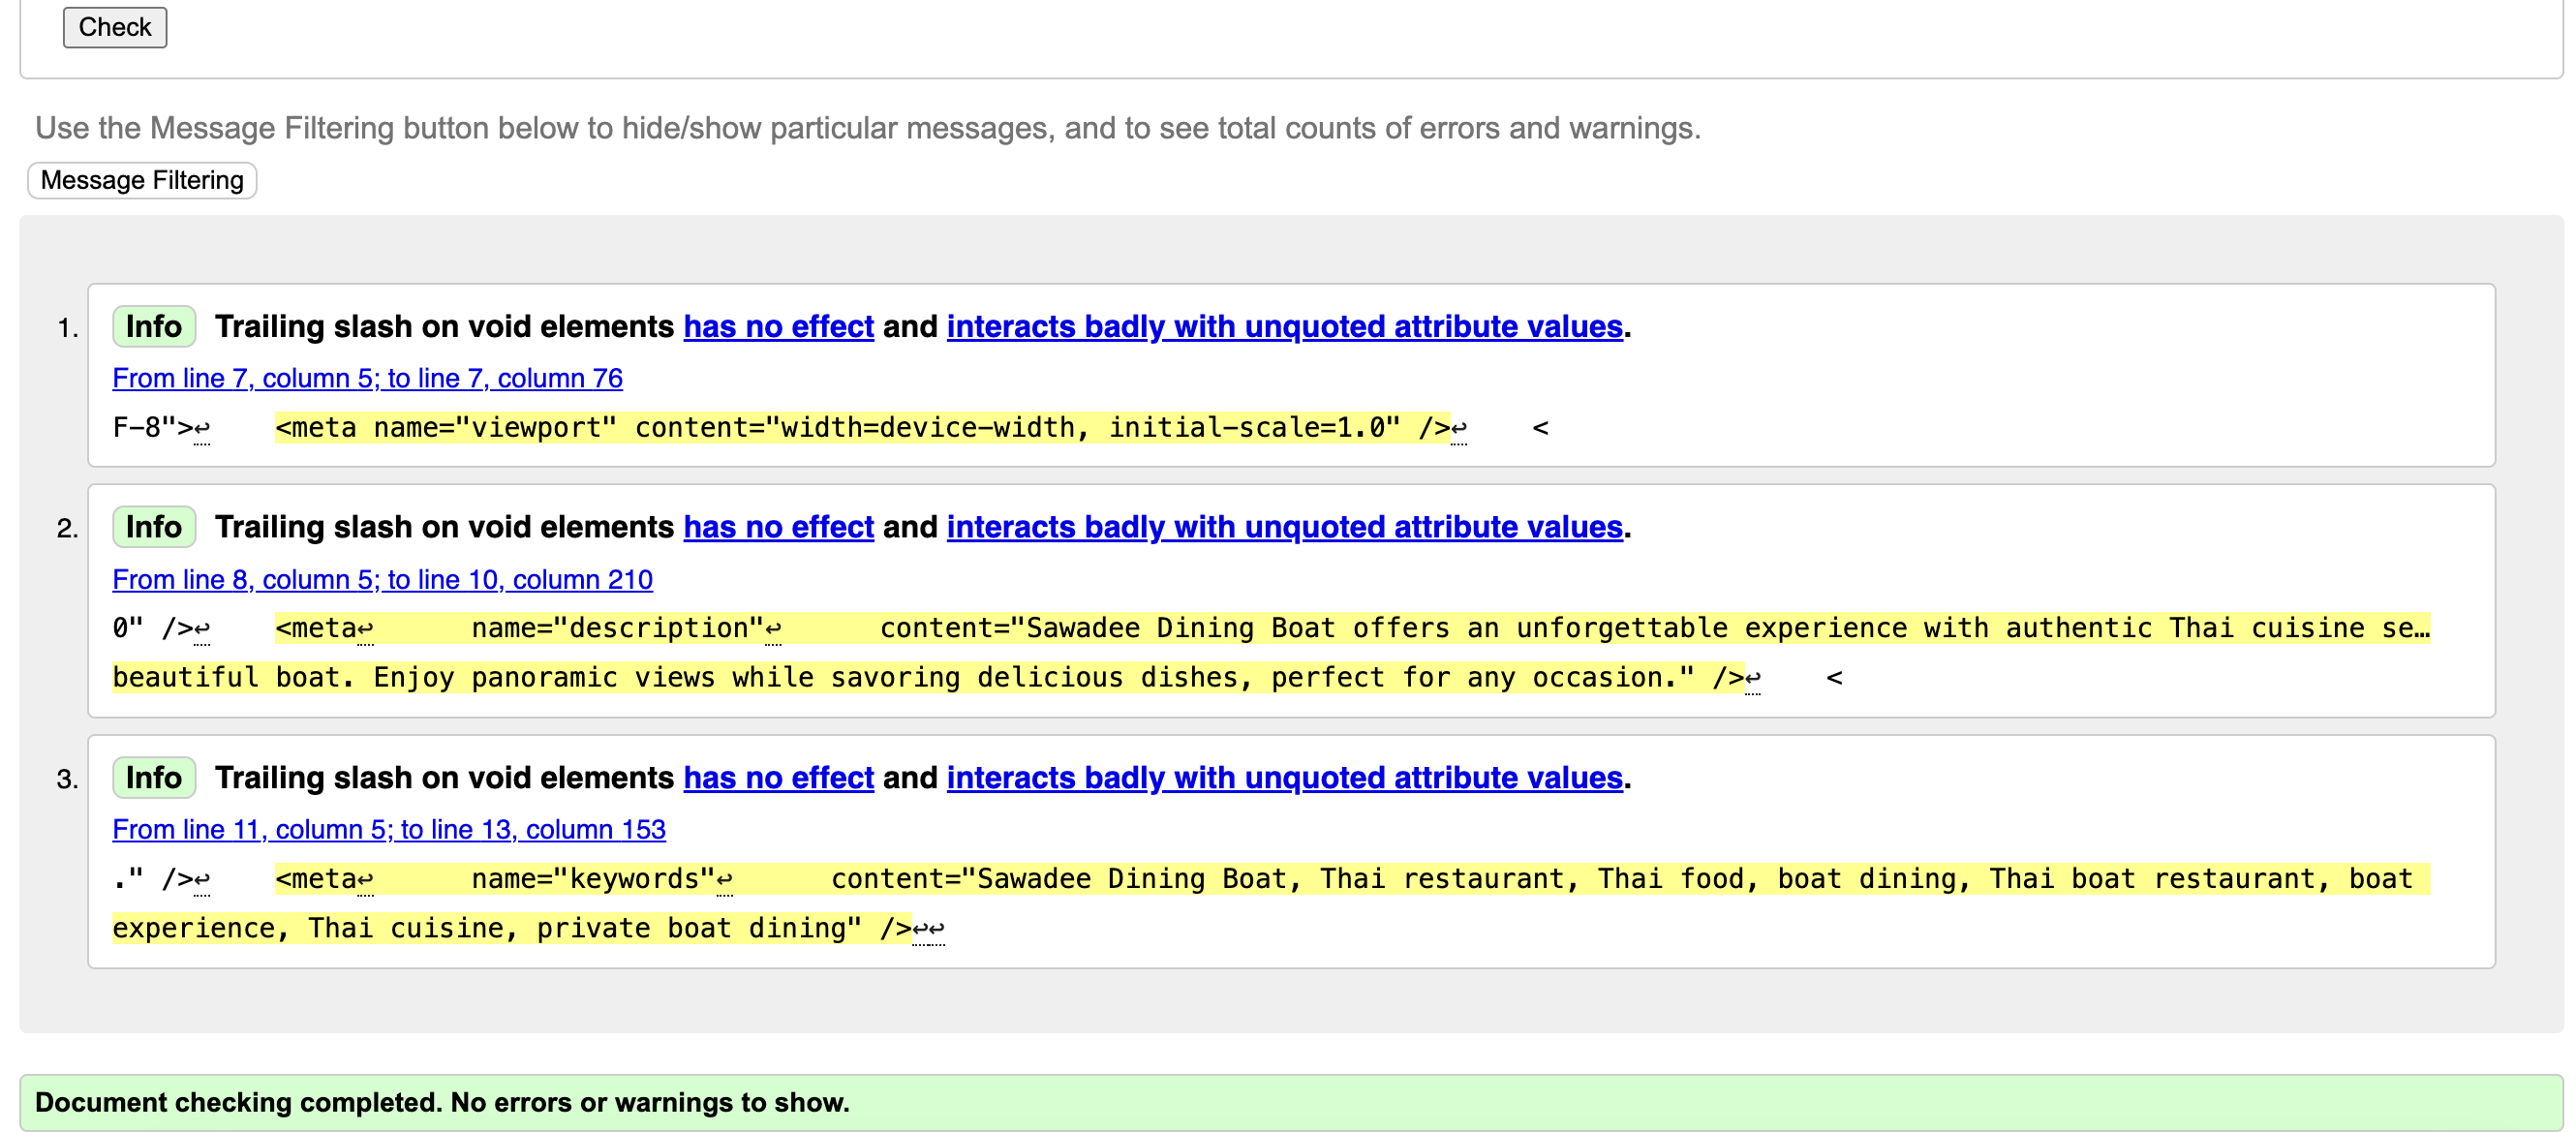 Check
Use the Message Filtering button below to hide/show particular messages, and to see total counts of errors and warnings.
Message Filtering
1. Info Trailing slash on void elements has no effect and interacts badly with unquoted attribute values.
From line 7, column 5; to line 7, column 76
F-8">↩    <meta name="viewport" content="width=device-width, initial-scale=1.0" />↩    <
2. Info Trailing slash on void elements has no effect and interacts badly with unquoted attribute values.
From line 8, column 5; to line 10, column 210
0" />↩    <meta↩      name="description"↩      content="Sawadee Dining Boat offers an unforgettable experience with authentic Thai cuisine se…
beautiful boat. Enjoy panoramic views while savoring delicious dishes, perfect for any occasion." />↩    <
3. Info Trailing slash on void elements has no effect and interacts badly with unquoted attribute values.
From line 11, column 5; to line 13, column 153
." />↩    <meta↩      name="keywords"↩      content="Sawadee Dining Boat, Thai restaurant, Thai food, boat dining, Thai boat restaurant, boat
experience, Thai cuisine, private boat dining" />↩↩
Document checking completed. No errors or warnings to show.